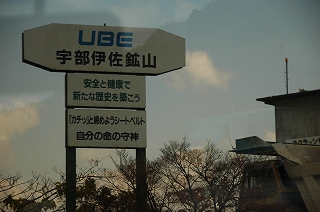 UBE
宇部伊佐鉱山
安全と健康で
新たな歴史を築こう
「カチッ」と締めようシートベルト
自分の命の守神